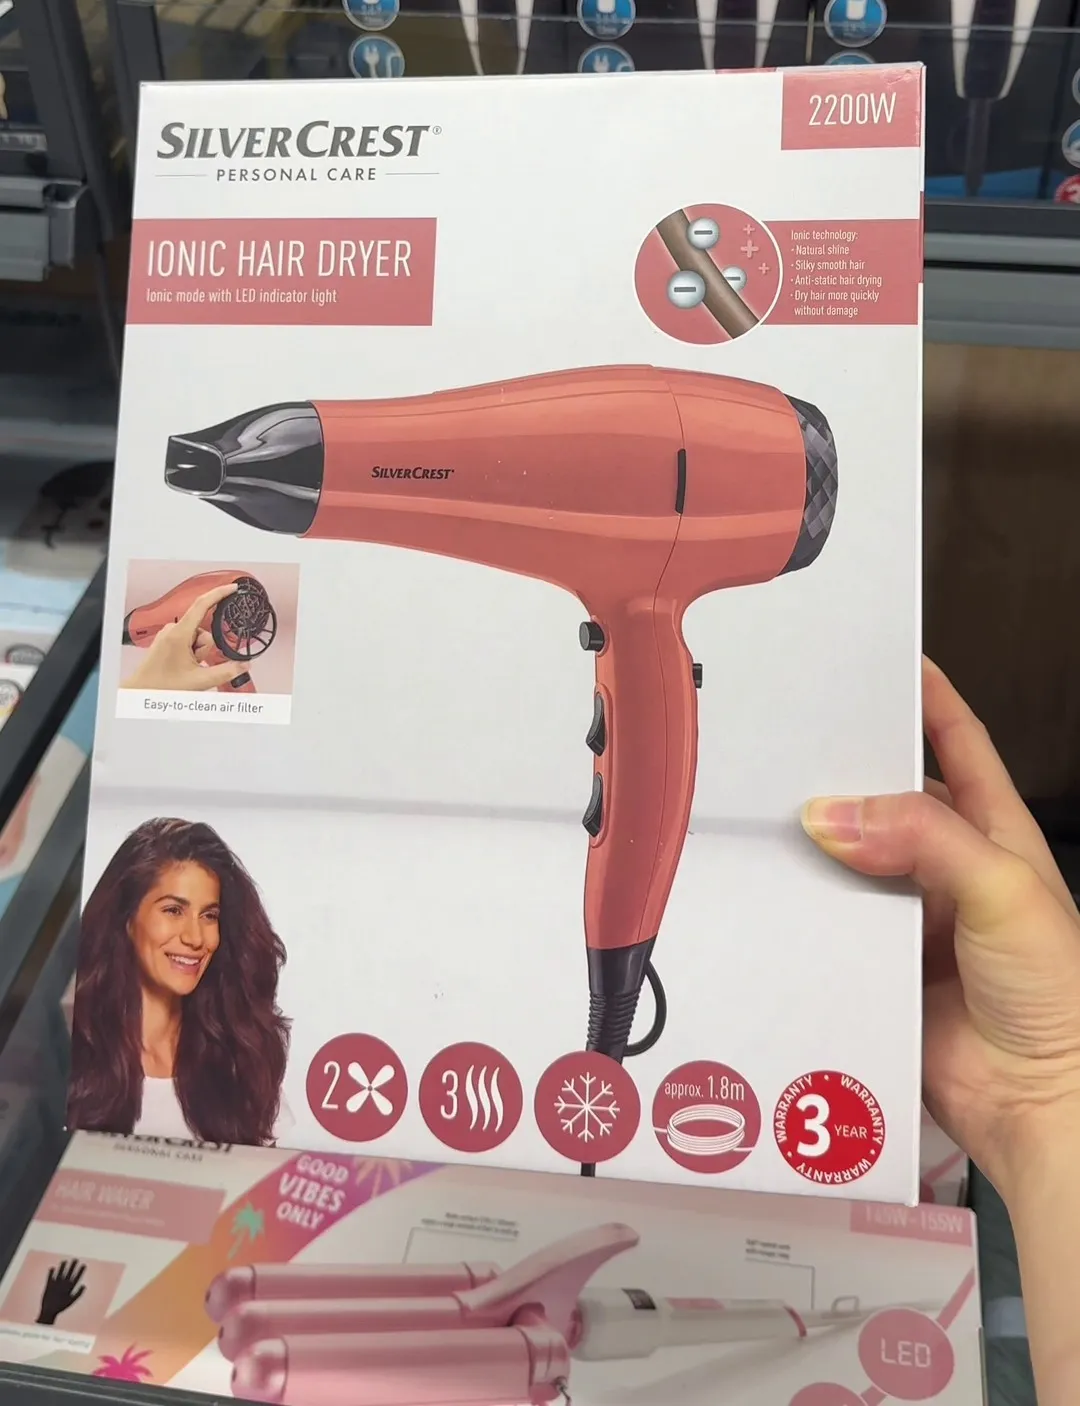 SILVERCREST®
PERSONAL CARE
2200W
IONIC HAIR DRYER
Ionic mode with LED indicator light
Ionic technology:
• Natural shine
• Silky smooth hair
• Anti-static hair drying
• Dry hair more quickly
without damage
SILVERCREST®
Easy-to-clean air filter
2
3
approx. 1.8m
WARRANTY • WARRANTY • WARRANTY • WARRANTY •
3 YEAR
SILVERCREST
PERSONAL CARE
HAIR WAVER
GOOD
VIBES
ONLY
LED